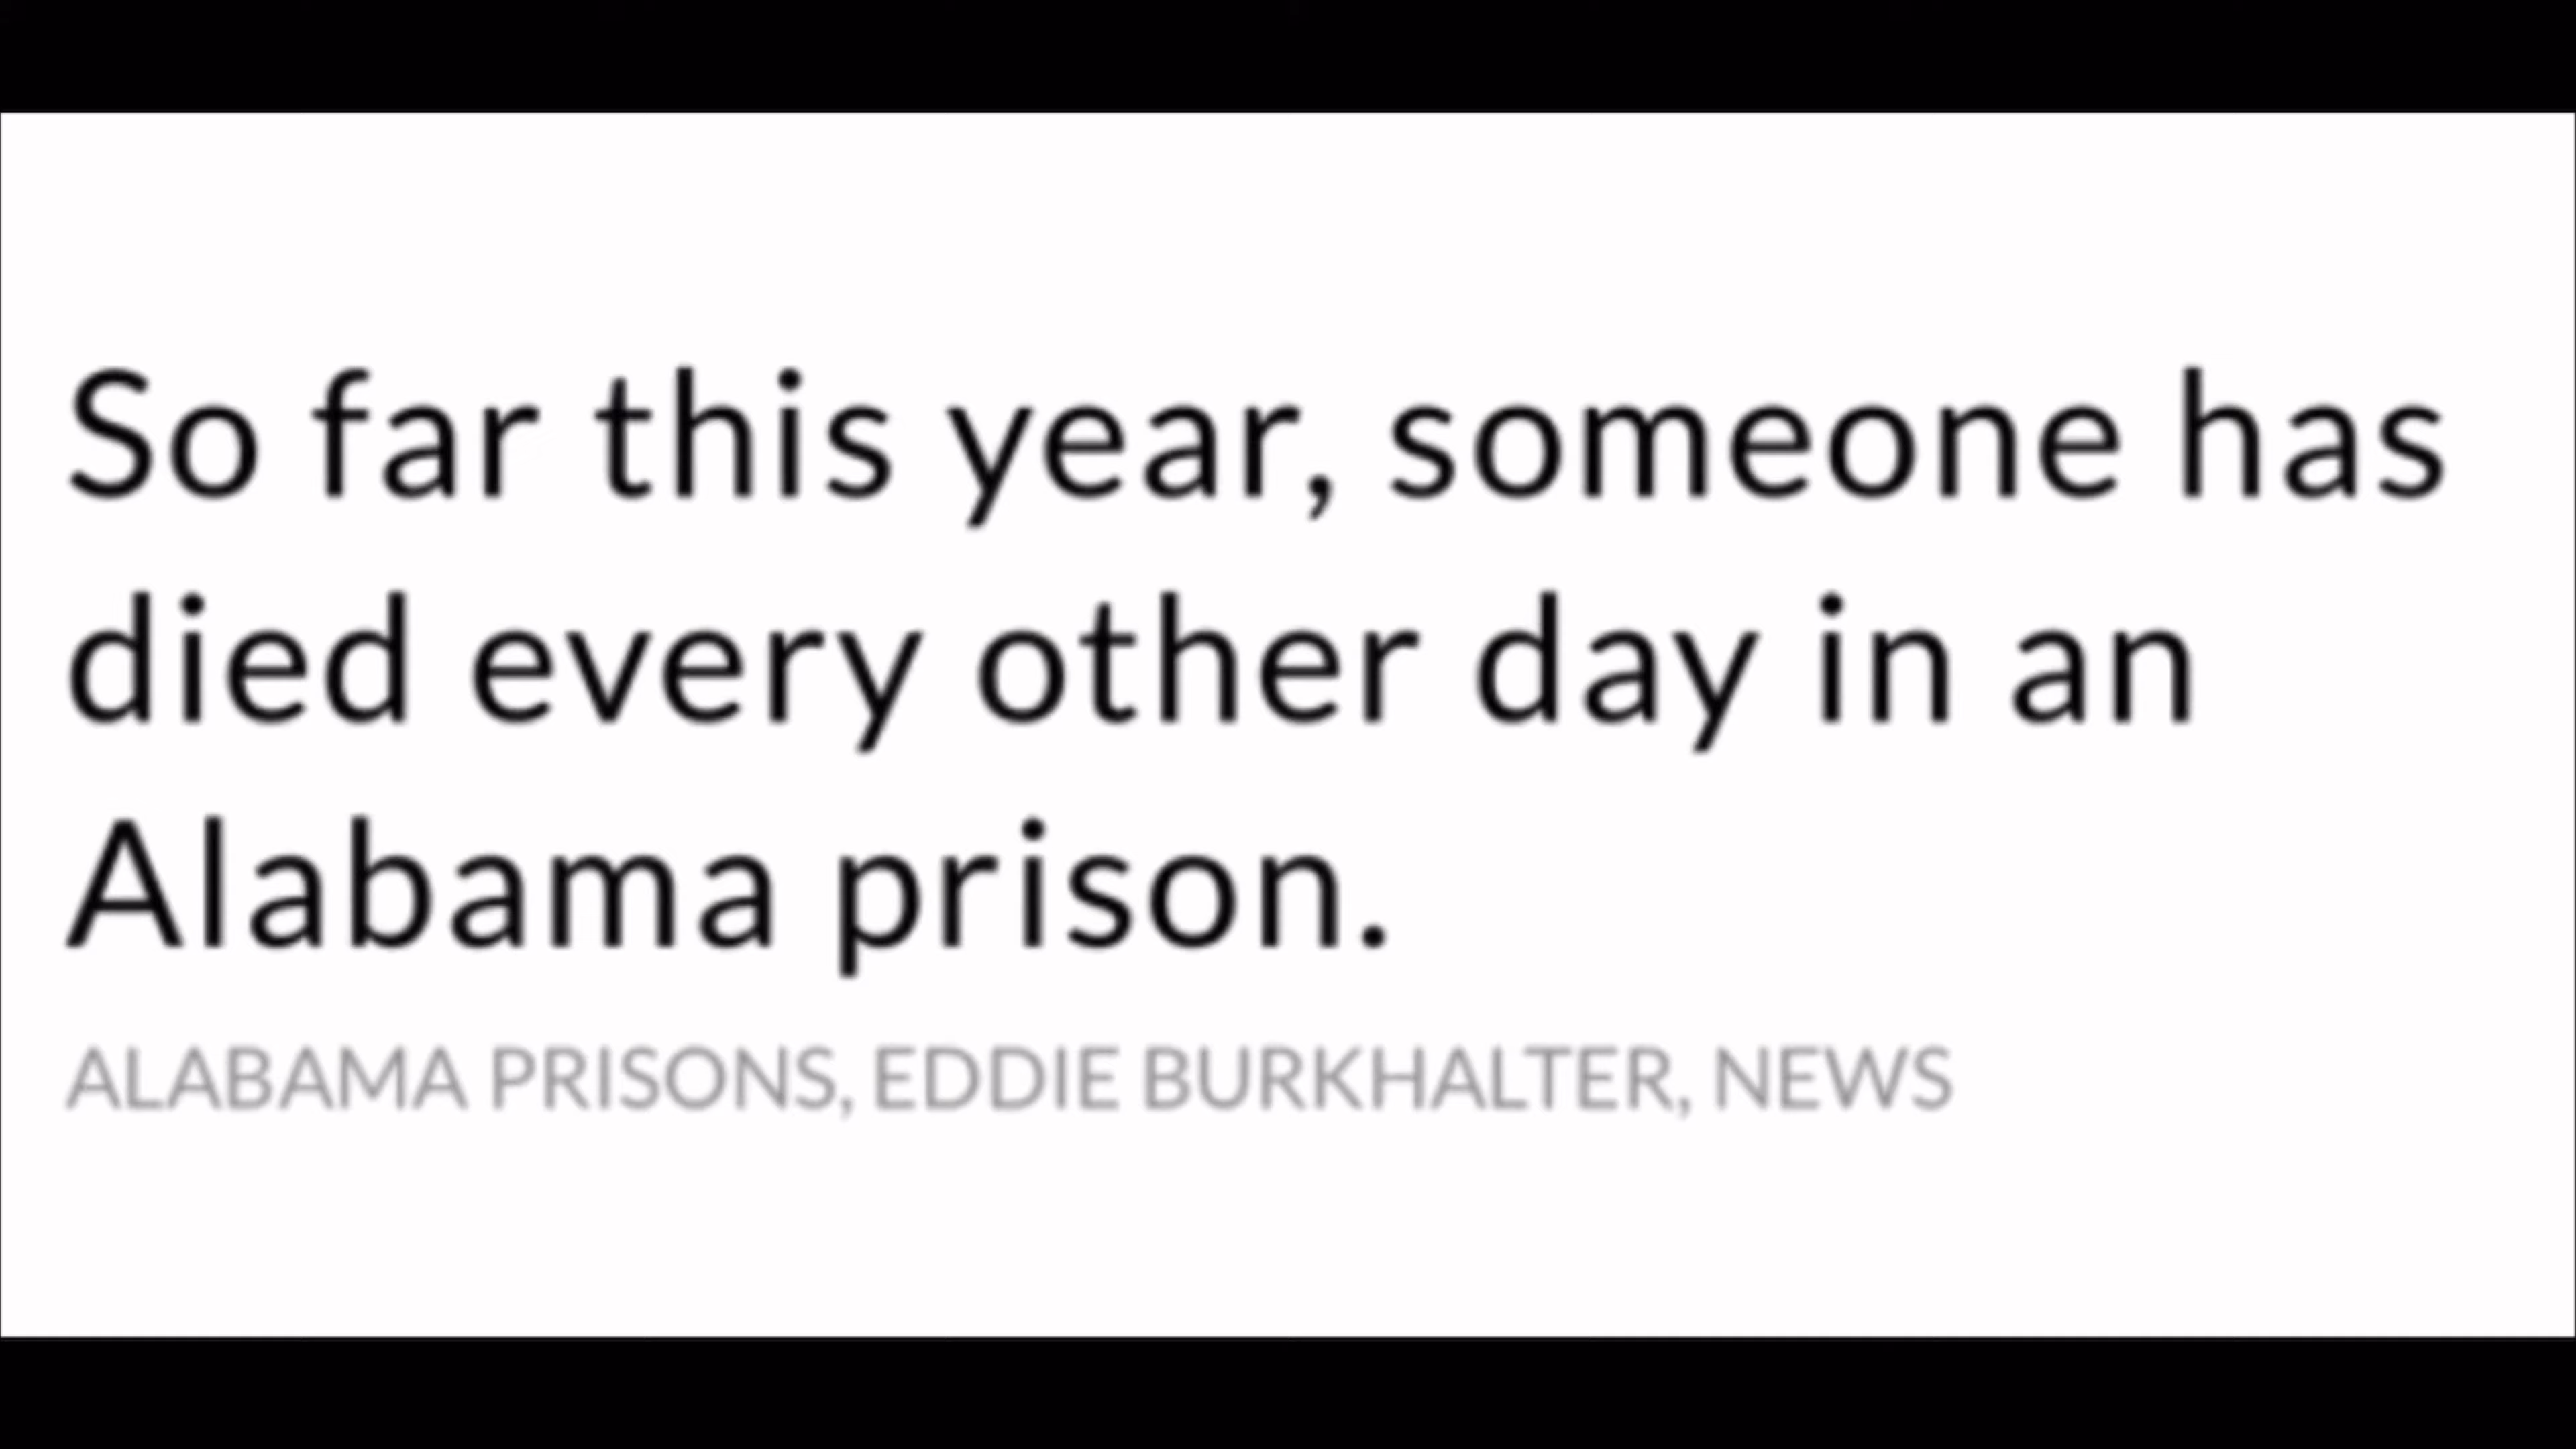 So far this year, someone has
died every other day in an
Alabama prison.
ALABAMA PRISONS, EDDIE BURKHALTER, NEWS